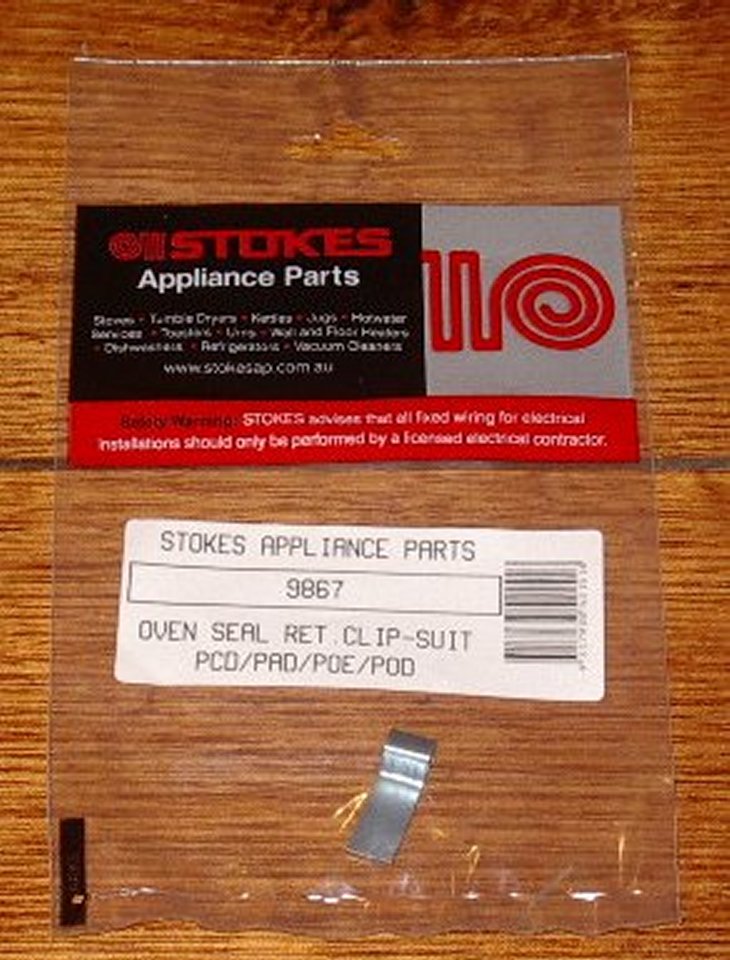 STOKES
Appliance Parts
Stoves • Tumble Dryers • Kettles • Jugs • Hotwater
Services • Toasters • Urns • Wall and Floor Heaters
• Dishwashers • Refrigerators • Vacuum Cleaners
www.stokesap.com.au
Safety Warning: STOKES advises that all fixed wiring for electrical
installations should only be performed by a licensed electrical contractor.
STOKES APPLIANCE PARTS
9867
OVEN SEAL RET CLIP-SUIT
PCD/PAD/POE/POD